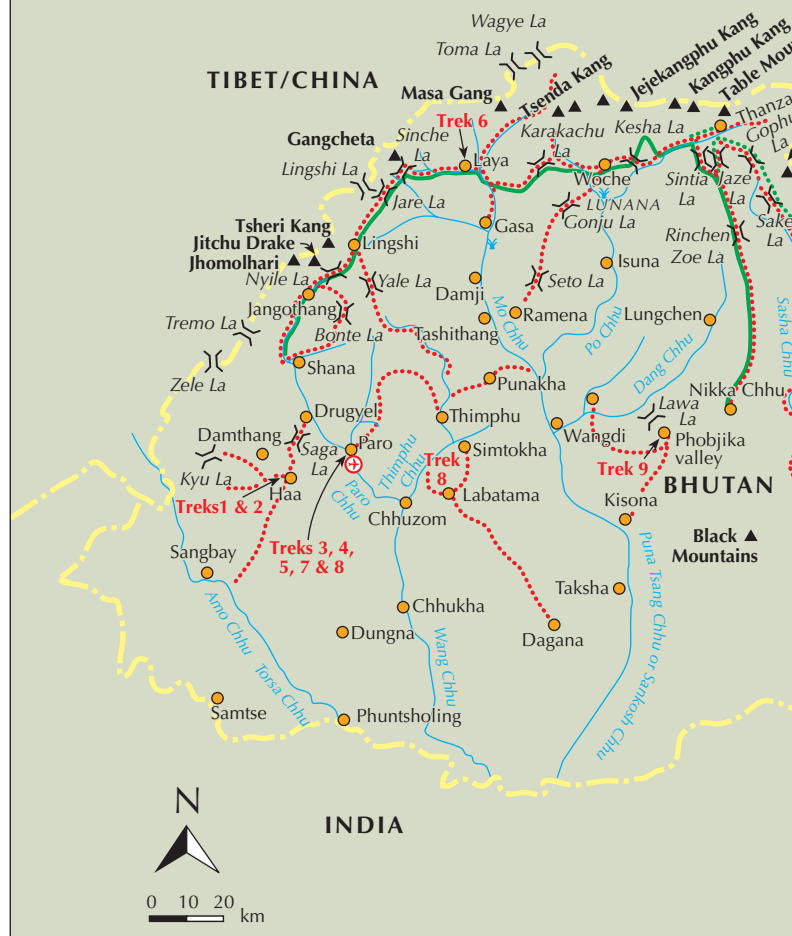 Wagye La
Toma La
TIBET/CHINA
Jejekangphu Kang
Kangphu Kang
Table Moun
Masa Gang
Tsenda Kang
Trek 6
Karakachu
La
Kesha La
Thanza
Gophu
La
Gangcheta
Sinche
La
Laya
Lingshi La
Jare La
Woche
LUNANA
Sintia
La
Jaze
La
Sake
La
Gasa
Gonju La
Tsheri Kang
Jitchu Drake
Jhomolhari
Lingshi
Rinchen
Zoe La
Nyile La
Yale La
Isuna
Seto La
Jangothang
Damji
Mo Chhu
Ramena
Po Chhu
Lungchen
Sasha Chhu
Tremo La
Bonte La
Tashithang
Dang Chhu
Zele La
Shana
Punakha
Nikka Chhu
Drugyel
Thimphu
Lawa
La
Damthang
Saga
La
Paro
Thimphu
Chhu
Simtokha
Wangdi
Phobjika
valley
Kyu La
Haa
Paro
Chhu
Trek
8
Labatama
Trek 9
BHUTAN
Treks1 & 2
Chhuzom
Kisona
Treks 3, 4,
5, 7 & 8
Black
Mountains
Sangbay
Puna Tsang Chhu or Sankosh Chhu
Taksha
Amo Chhu
Torsa Chhu
Chhukha
Dungna
Wang Chhu
Dagana
Samtse
Phuntsholing
INDIA
N
0 10 20
km